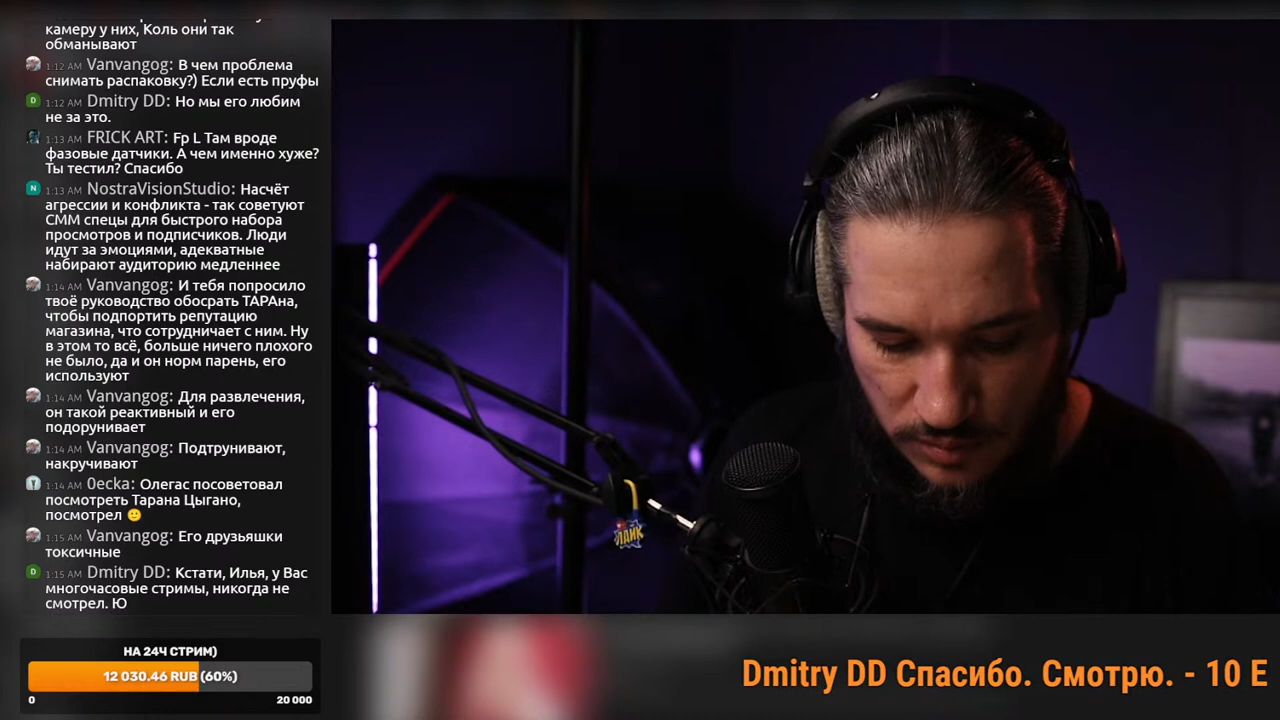 камеру у них, Коль они так
обманывают
1:12 AM Vanvangog: В чем проблема
снимать распаковку?) Если есть пруфы
D 1:12 AM Dmitry DD: Но мы его любим
не за это.
1:13 AM FRICK ART: Fp L Там вроде
фазовые датчики. А чем именно хуже?
Ты тестил? Спасибо
N 1:13 AM NostraVisionStudio: Насчёт
агрессии и конфликта - так советуют
СММ спецы для быстрого набора
просмотров и подписчиков. Люди
идут за эмоциями, адекватные
набирают аудиторию медленнее
1:14 AM Vanvangog: И тебя попросило
твоё руководство обосрать ТАРАна,
чтобы подпортить репутацию
магазина, что сотрудничает с ним. Ну
в этом то всё, больше ничего плохого
не было, да и он норм парень, его
используют
1:14 AM Vanvangog: Для развлечения,
он такой реактивный и его
подорунивает
1:14 AM Vanvangog: Подтрунивают,
накручивают
1:14 AM 0ecka: Олегас посоветовал
посмотреть Тарана Цыгано,
посмотрел 🙂
1:15 AM Vanvangog: Его друзьяшки
токсичные
D 1:15 AM Dmitry DD: Кстати, Илья, у Вас
многочасовые стримы, никогда не
смотрел. Ю
НА 24Ч СТРИМ)
12 030.46 RUB (60%)
0 20 000
ЛАЙК
Dmitry DD Спасибо. Смотрю. - 10 E